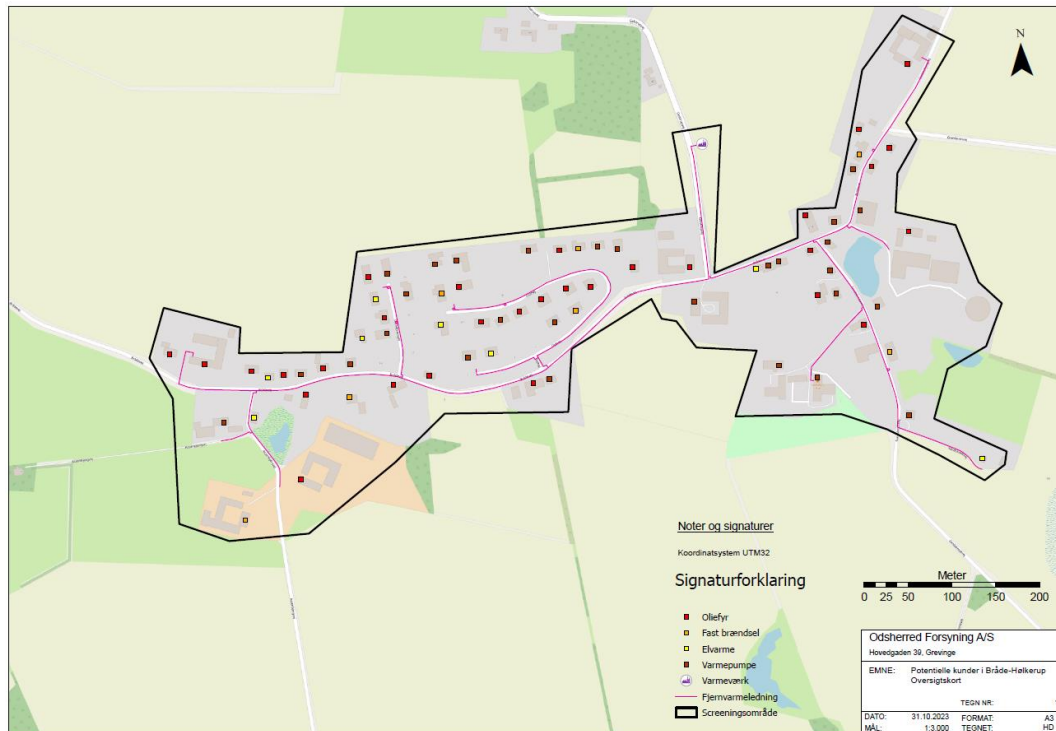 N
Noter og signaturer
Koordinatsystem UTM32
Signaturforklaring
Oliefyr
Fast brændsel
Elvarme
Varmepumpe
Varmeværk
Fjernvarmeledning
Screeningsområde
Meter
0 25 50 100 150 200
Odsherred Forsyning A/S
Hovedgaden 39, Grevinge
EMNE: Potentielle kunder i Bråde-Hølkerup
Oversigtskort
TEGN NR:
DATO: 31.10.2023 FORMAT: A3
MÅL: 1:3.000 TEGNET: HD